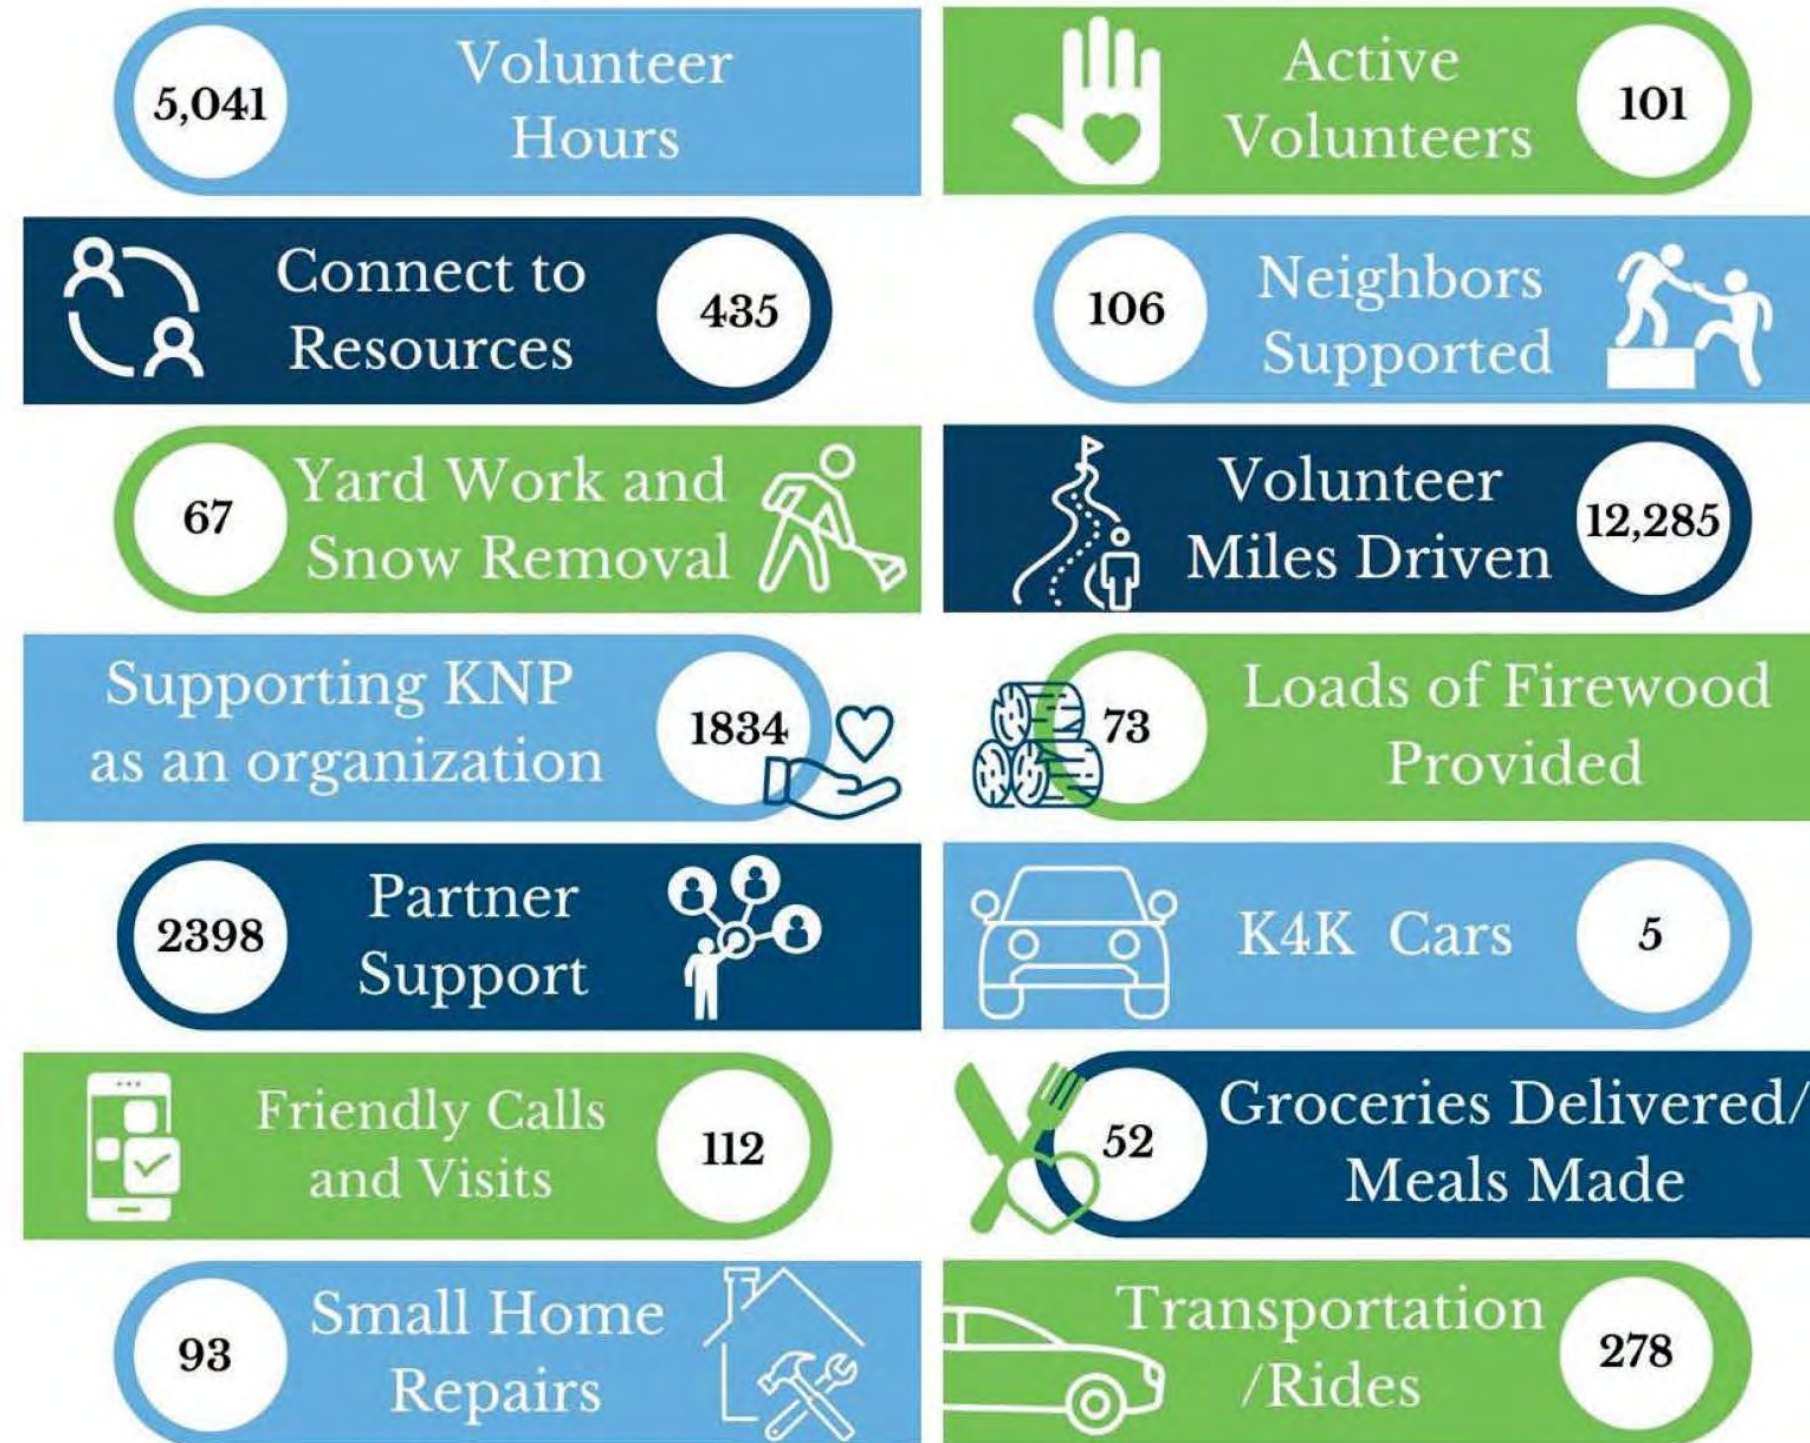 5,041
Volunteer
Hours
Active
Volunteers
101
Connect to
Resources
435
106
Neighbors
Supported
67
Yard Work and
Snow Removal
Volunteer
Miles Driven
12,285
Supporting KNP
as an organization
1834
73
Loads of Firewood
Provided
2398
Partner
Support
K4K Cars
5
Friendly Calls
and Visits
112
52
Groceries Delivered/
Meals Made
93
Small Home
Repairs
Transportation
/Rides
278